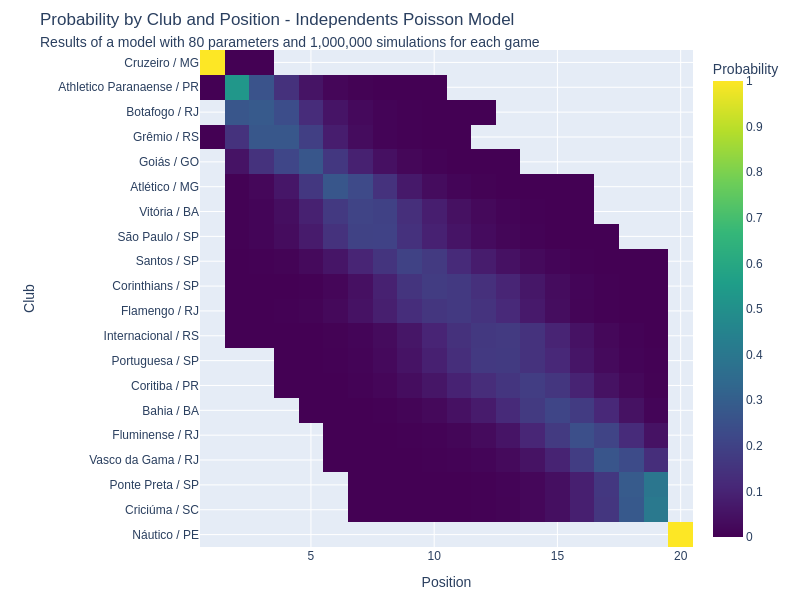 Probability by Club and Position - Independents Poisson Model
Results of a model with 80 parameters and 1,000,000 simulations for each game
Club
Cruzeiro / MG
Athletico Paranaense / PR
Botafogo / RJ
Grêmio / RS
Goiás / GO
Atlético / MG
Vitória / BA
São Paulo / SP
Santos / SP
Corinthians / SP
Flamengo / RJ
Internacional / RS
Portuguesa / SP
Coritiba / PR
Bahia / BA
Fluminense / RJ
Vasco da Gama / RJ
Ponte Preta / SP
Criciúma / SC
Náutico / PE
5 10 15 20
Position
Probability
1
0.9
0.8
0.7
0.6
0.5
0.4
0.3
0.2
0.1
0